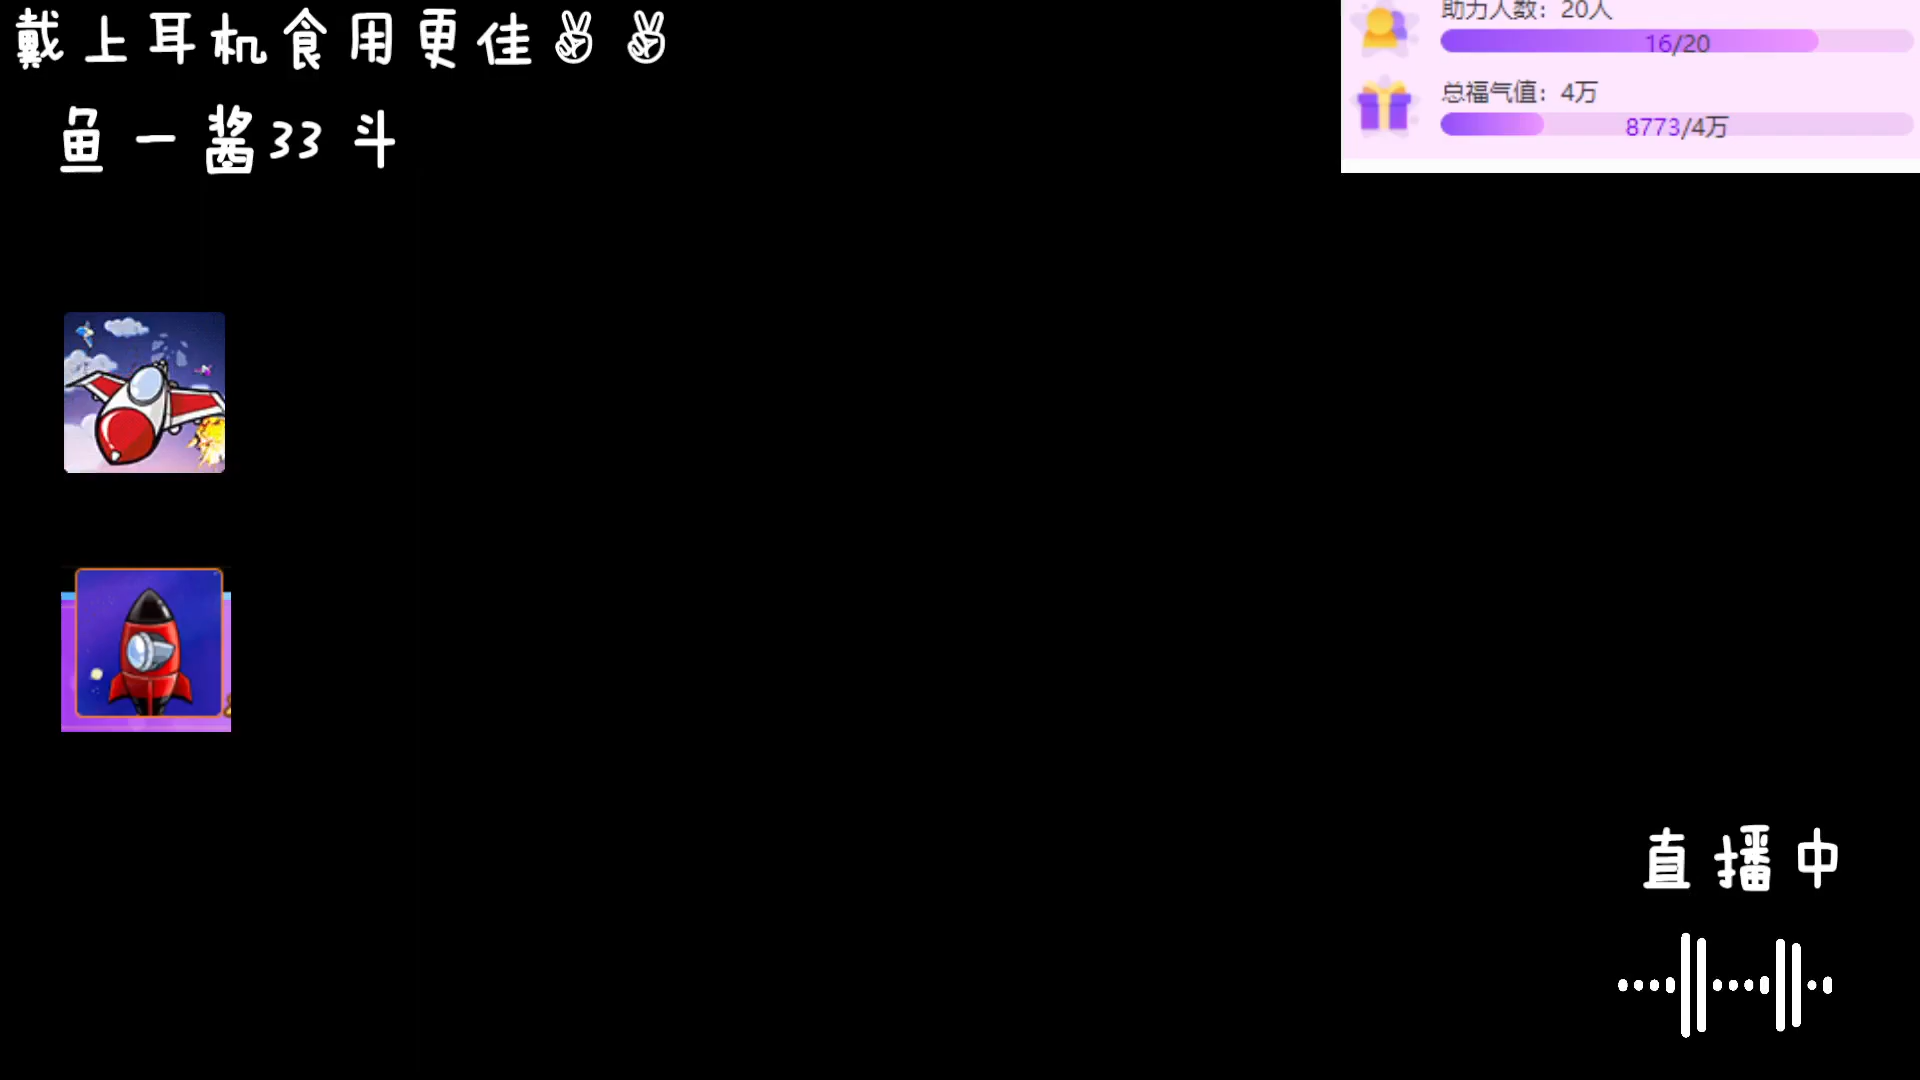 戴上耳机食用更佳✌✌
鱼一酱33 斗
助力人数：20人
16/20
总福气值：4万
8773/4万
直播中